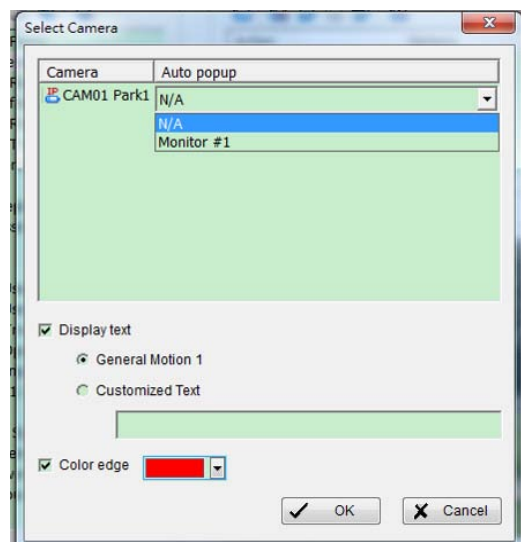 Select Camera
Camera Auto popup
IP CAM01 Park1 N/A
N/A
Monitor #1
Display text
General Motion 1
Customized Text
Color edge
OK Cancel